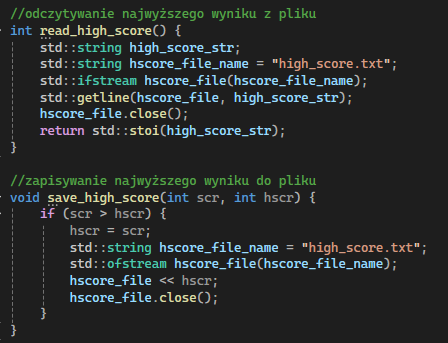 //odczytywanie najwyższego wyniku z pliku
int read_high_score() {
    std::string high_score_str;
    std::string hscore_file_name = "high_score.txt";
    std::ifstream hscore_file(hscore_file_name);
    std::getline(hscore_file, high_score_str);
    hscore_file.close();
    return std::stoi(high_score_str);
}

//zapisywanie najwyższego wyniku do pliku
void save_high_score(int scr, int hscr) {
    if (scr > hscr) {
        hscr = scr;
        std::string hscore_file_name = "high_score.txt";
        std::ofstream hscore_file(hscore_file_name);
        hscore_file << hscr;
        hscore_file.close();
    }
}